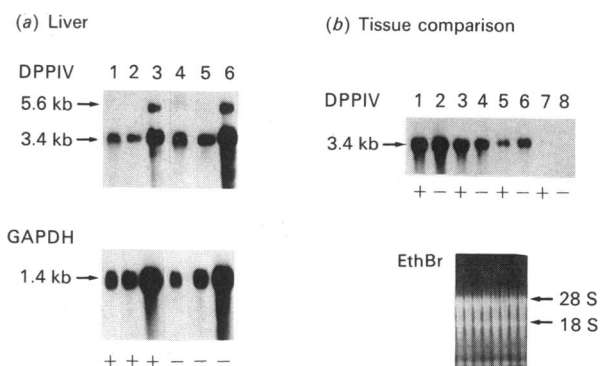 (a) Liver
DPPIV 1 2 3 4 5 6
5.6 kb
3.4 kb
GAPDH
1.4 kb
+ + + − − −
(b) Tissue comparison
DPPIV 1 2 3 4 5 6 7 8
3.4 kb
+ − + − + − + −
EthBr
28 S
18 S